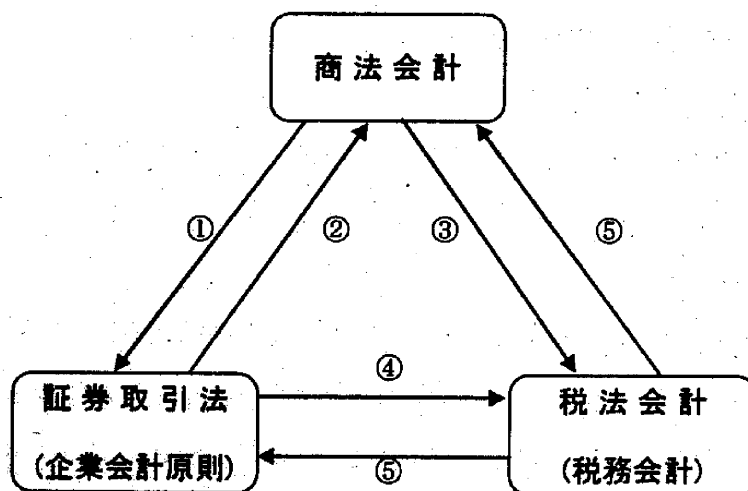 商法会計
① ② ③ ⑤
④
証券取引法
(企業会計原則)
税法会計
(税務会計)
⑤